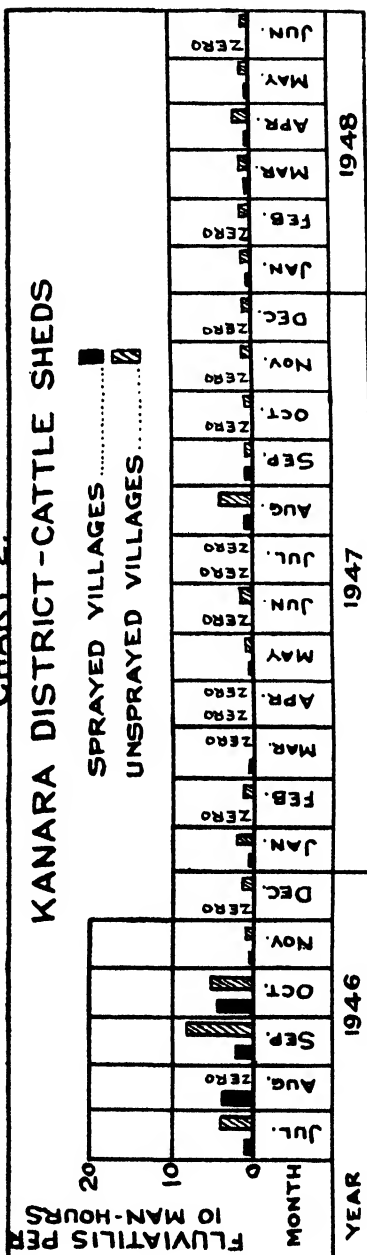 CHART 2.
KANARA DISTRICT-CATTLE SHEDS
SPRAYED VILLAGES
UNSPRAYED VILLAGES
FLUVIATILIS PER
10 MAN-HOURS
20
10
0
ZERO ZERO ZERO ZERO ZERO ZERO ZERO ZERO ZERO ZERO ZERO ZERO ZERO ZERO
MONTH JUL. AUG. SEP. OCT. NOV. DEC. JAN. FEB. MAR. APR. MAY JUN. JUL. AUG. SEP. OCT. NOV. DEC. JAN. FEB. MAR. APR. MAY. JUN.
YEAR 1946 1947 1948